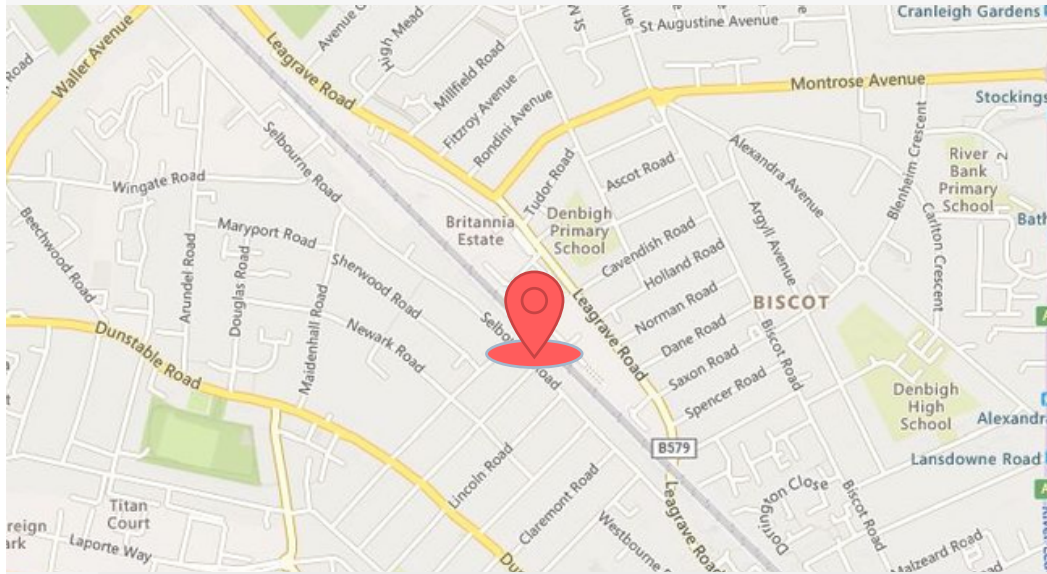 Cranleigh Gardens
St Augustine Avenue
High Mead
Waller Avenue
Leagrave Road
Montrose Avenue
Millfield Road
Stockings
Fitzroy Avenue
Rondini Avenue
Selbourne Road
Alexandra Avenue
Blenheim Crescent
River
Bank
Primary
School
2
Ascot Road
Tudor Road
Wingate Road
Beechwood Road
Arundel Road
Maryport Road
Britannia
Estate
Denbigh
Primary
School
Argyll Avenue
Carlton Crescent
Bath
Cavendish Road
Sherwood Road
Douglas Road
Holland Road
Maidenhall Road
BISCOT
Norman Road
Leagrave Road
Newark Road
Dunstable Road
Dane Road
Biscot Road
Saxon Road
Spencer Road
Denbigh
High
School
Alexandra
B579
Lansdowne Road
Lincoln Road
Claremont Road
Leagrave Road
Biscot Road
Titan
Court
Laporte Way
Malzeard Road